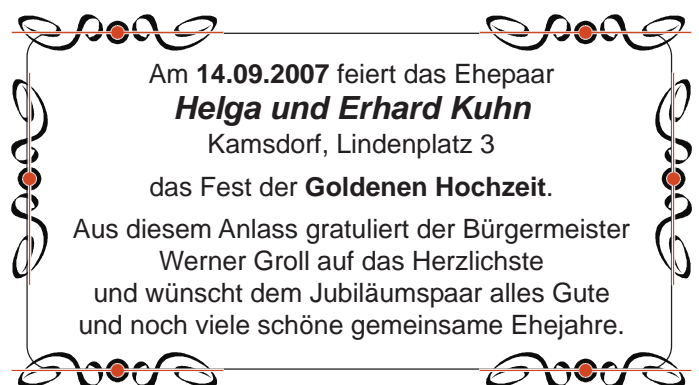 Am 14.09.2007 feiert das Ehepaar
Helga und Erhard Kuhn
Kamsdorf, Lindenplatz 3
das Fest der Goldenen Hochzeit.
Aus diesem Anlass gratuliert der Bürgermeister
Werner Groll auf das Herzlichste
und wünscht dem Jubiläumspaar alles Gute
und noch viele schöne gemeinsame Ehejahre.